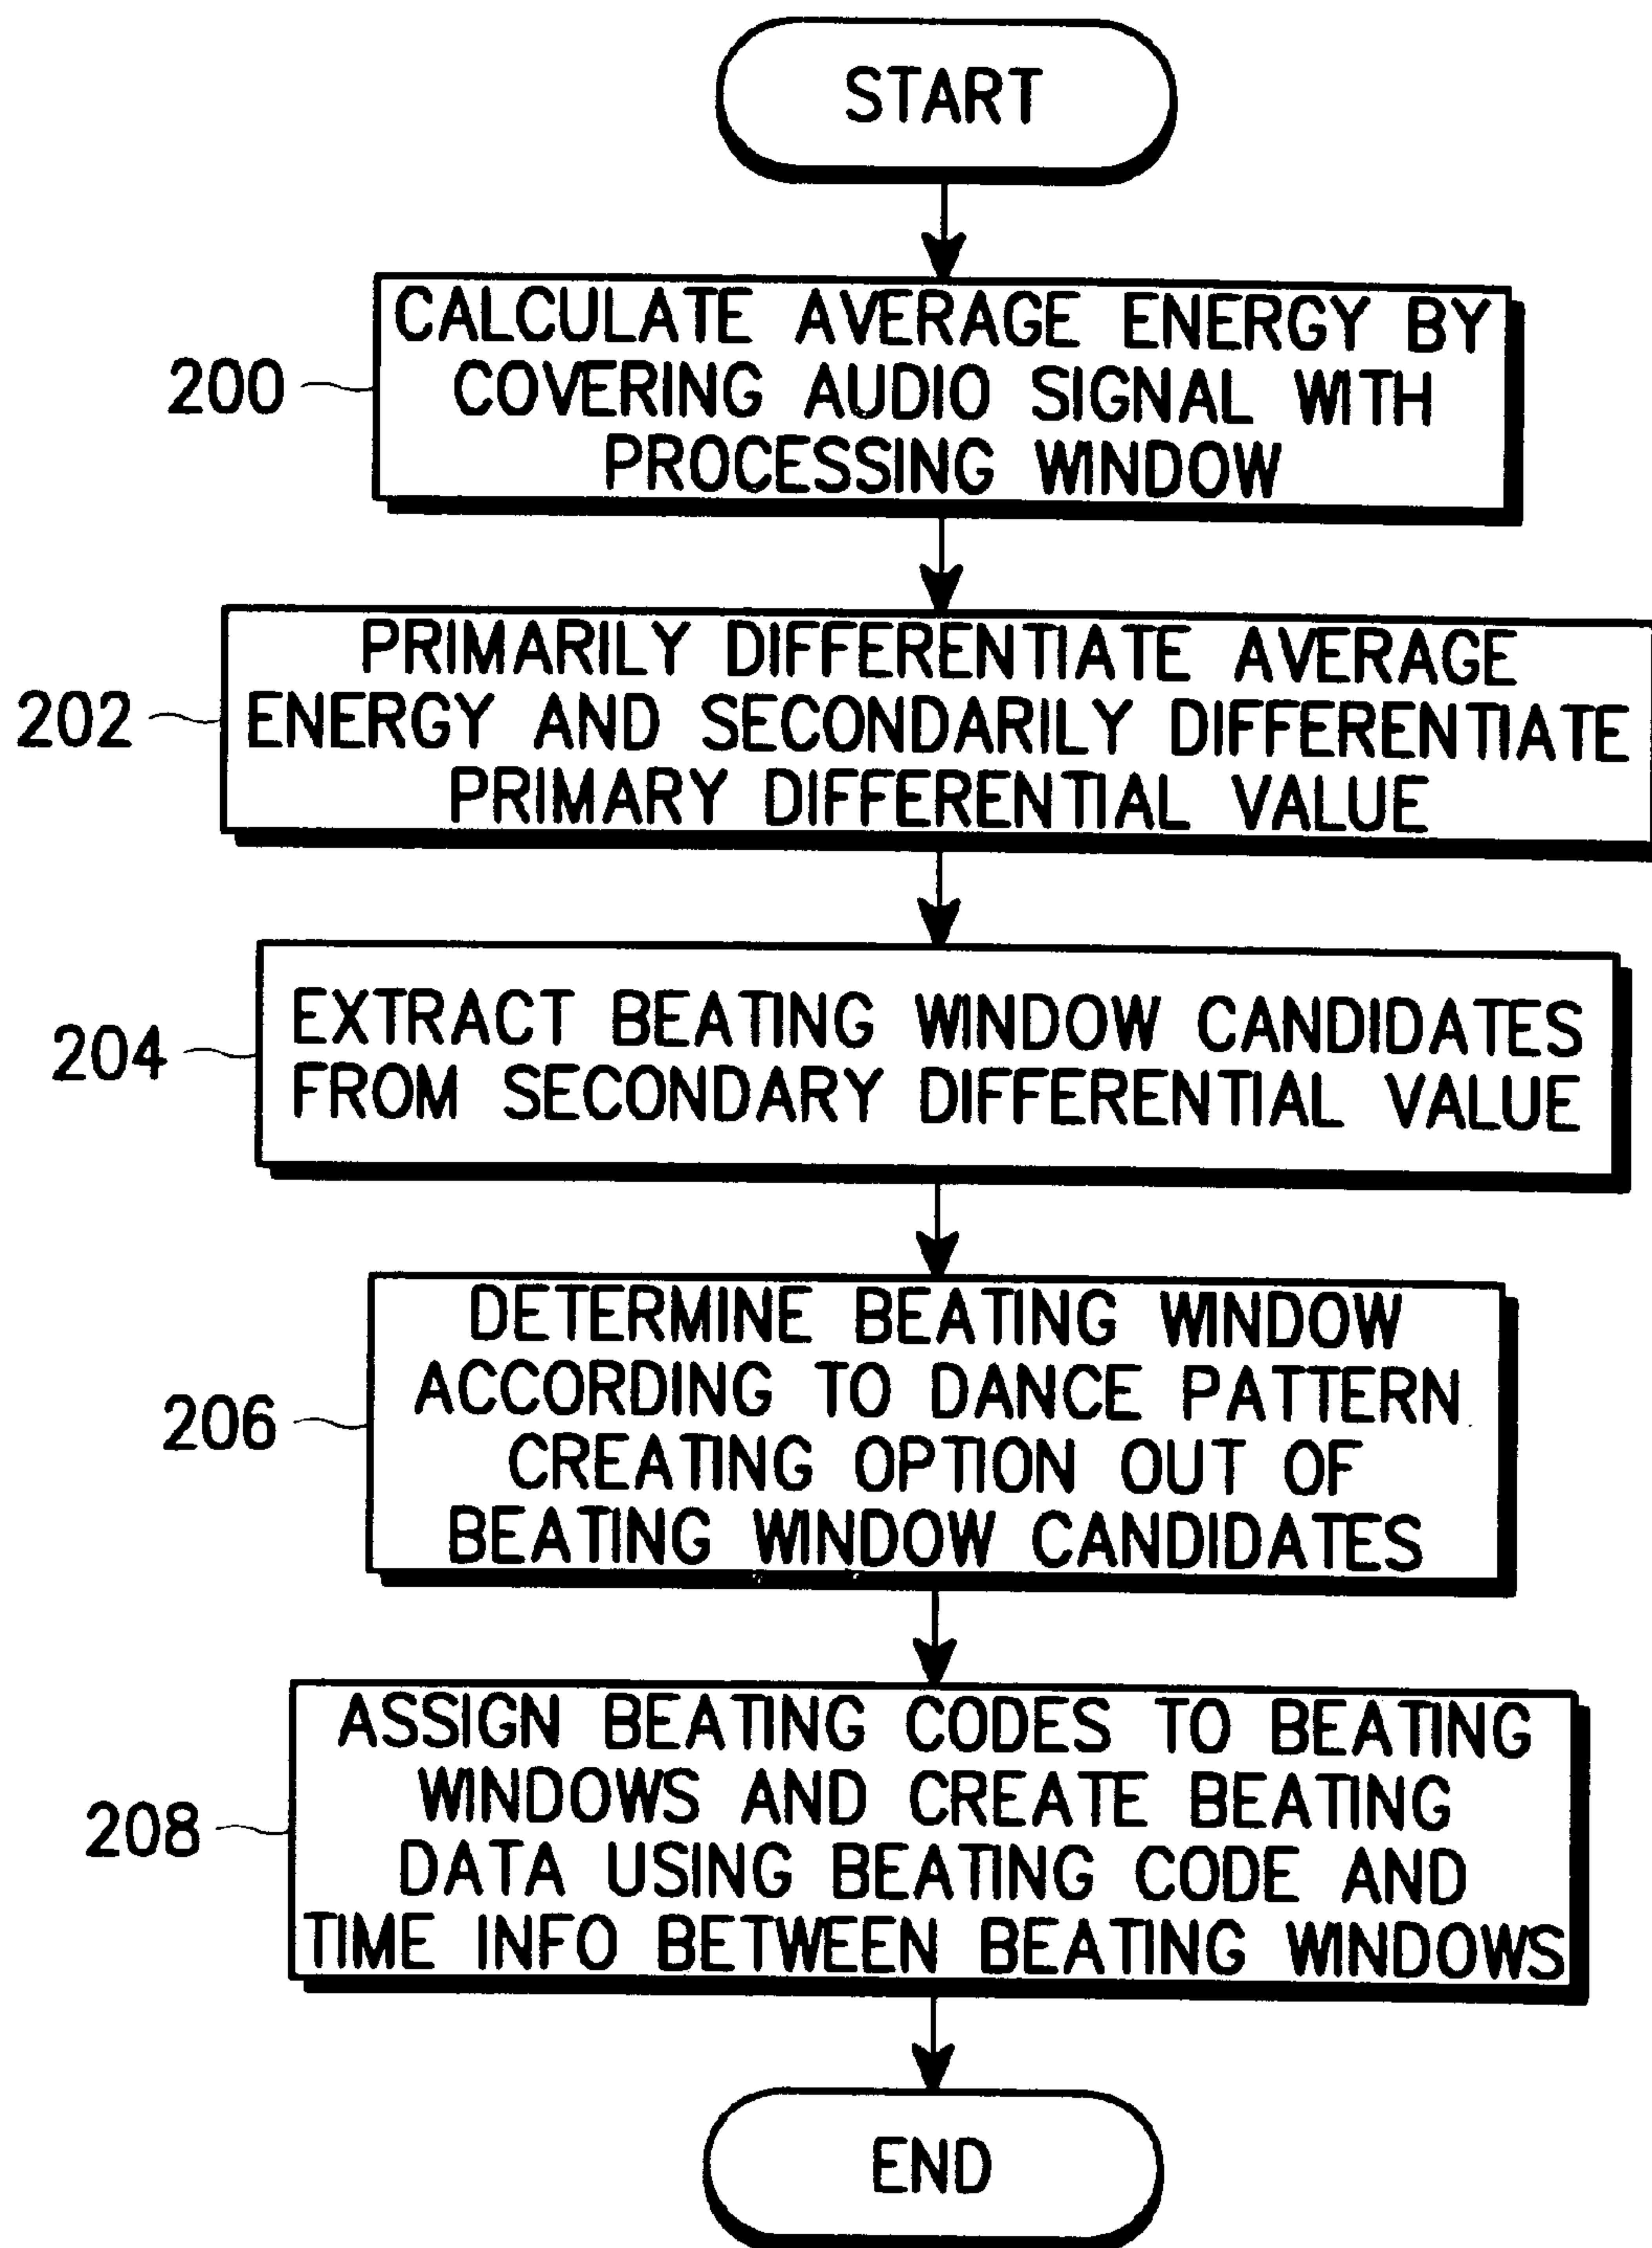 START
CALCULATE AVERAGE ENERGY BY
200
COVERING AUDIO SIGNAL WITH
PROCESSING WINDOW
PRIMARILY DIFFERENTIATE AVERAGE
202
ENERGY AND SECONDARILY DIFFERENTIATE
PRIMARY DIFFERENTIAL VALUE
204
EXTRACT BEATING WINDOW CANDIDATES
FROM SECONDARY DIFFERENTIAL VALUE
206
DETERMINE BEATING WINDOW
ACCORDING TO DANCE PATTERN
CREATING OPTION OUT OF
BEATING WINDOW CANDIDATES
208
ASSIGN BEATING CODES TO BEATING
WINDOWS AND CREATE BEATING
DATA USING BEATING CODE AND
TIME INFO BETWEEN BEATING WINDOWS
END